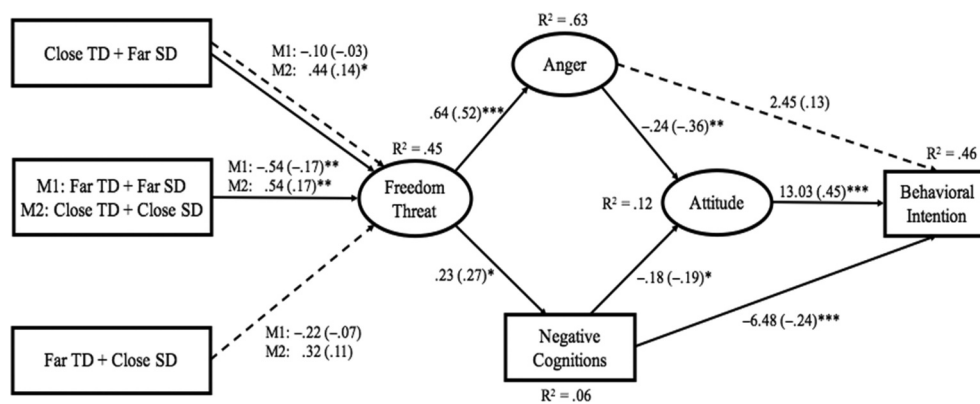 R² = .63
Close TD + Far SD
M1: –.10 (–.03)
M2: .44 (.14)*
Anger
2.45 (.13)
.64 (.52)***
–.24 (–.36)**
R² = .45
R² = .46
M1: –.54 (–.17)**
M2: .54 (.17)**
M1: Far TD + Far SD
M2: Close TD + Close SD
Freedom
Threat
R² = .12
Attitude
13.03 (.45)***
Behavioral
Intention
.23 (.27)*
–.18 (–.19)*
–6.48 (–.24)***
M1: –.22 (–.07)
M2: .32 (.11)
Far TD + Close SD
Negative
Cognitions
R² = .06